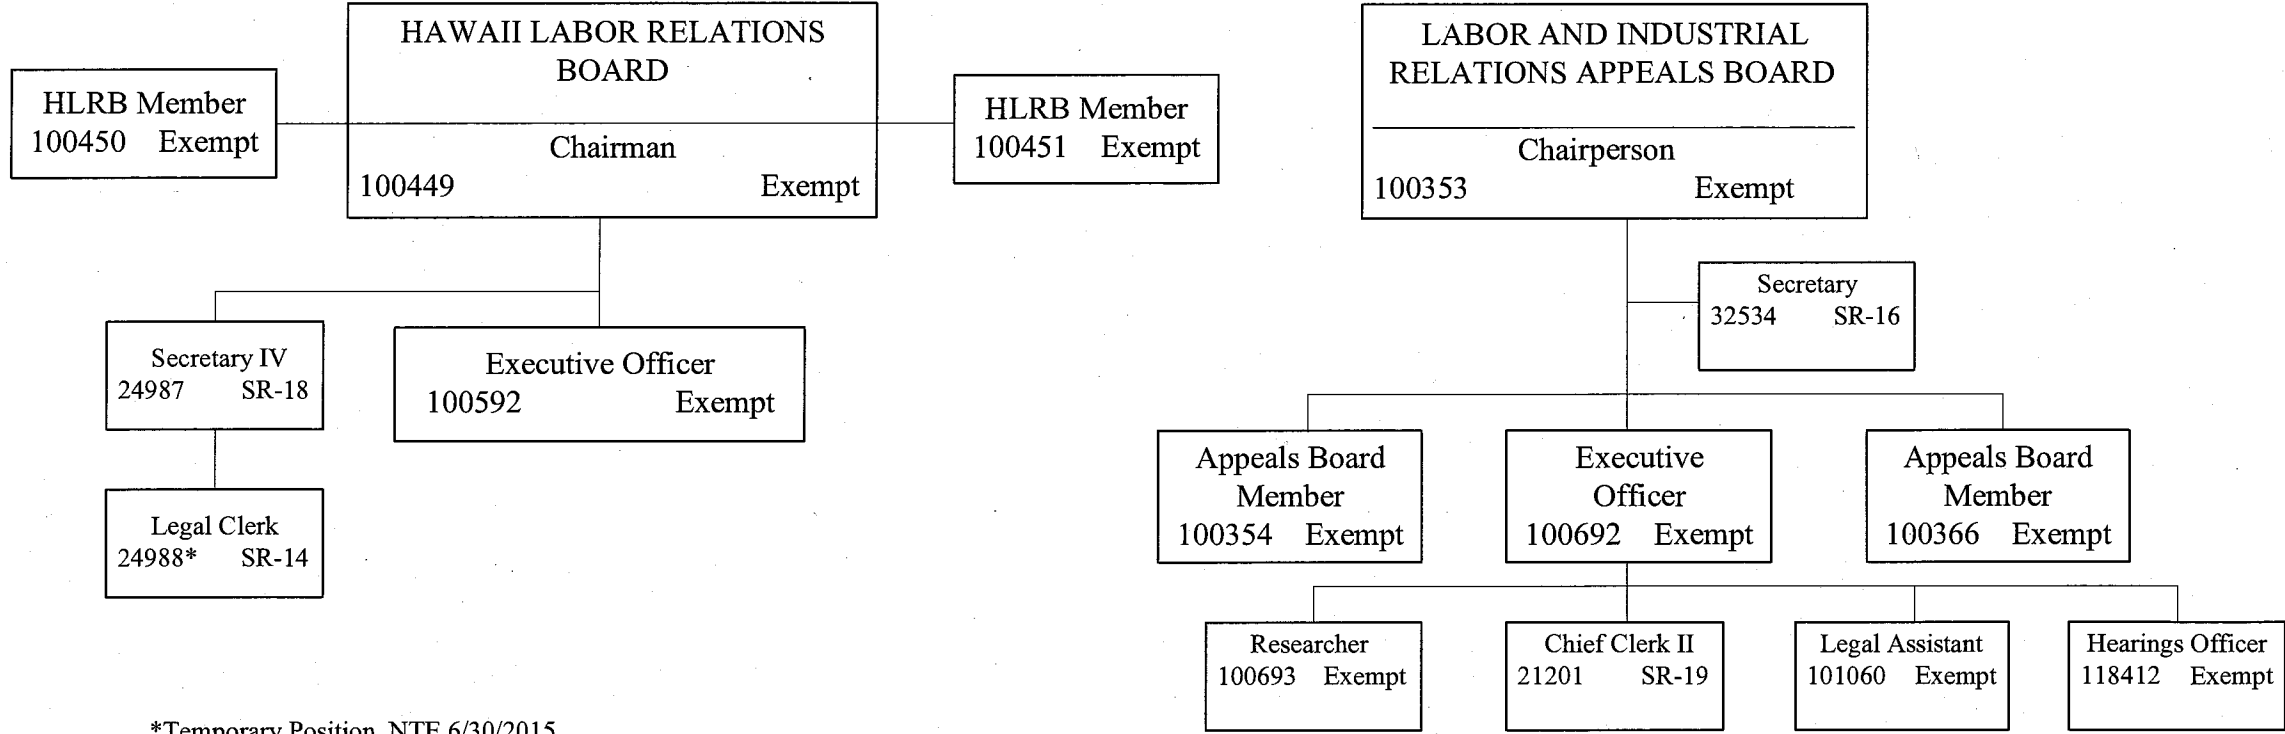 HAWAII LABOR RELATIONS
BOARD
Chairman
100449 Exempt
HLRB Member
100450 Exempt
HLRB Member
100451 Exempt
Secretary IV
24987 SR-18
Executive Officer
100592 Exempt
Legal Clerk
24988* SR-14
*Temporary Position, NTE 6/30/2015
LABOR AND INDUSTRIAL
RELATIONS APPEALS BOARD
Chairperson
100353 Exempt
Secretary
32534 SR-16
Appeals Board
Member
100354 Exempt
Executive
Officer
100692 Exempt
Appeals Board
Member
100366 Exempt
Researcher
100693 Exempt
Chief Clerk II
21201 SR-19
Legal Assistant
101060 Exempt
Hearings Officer
118412 Exempt